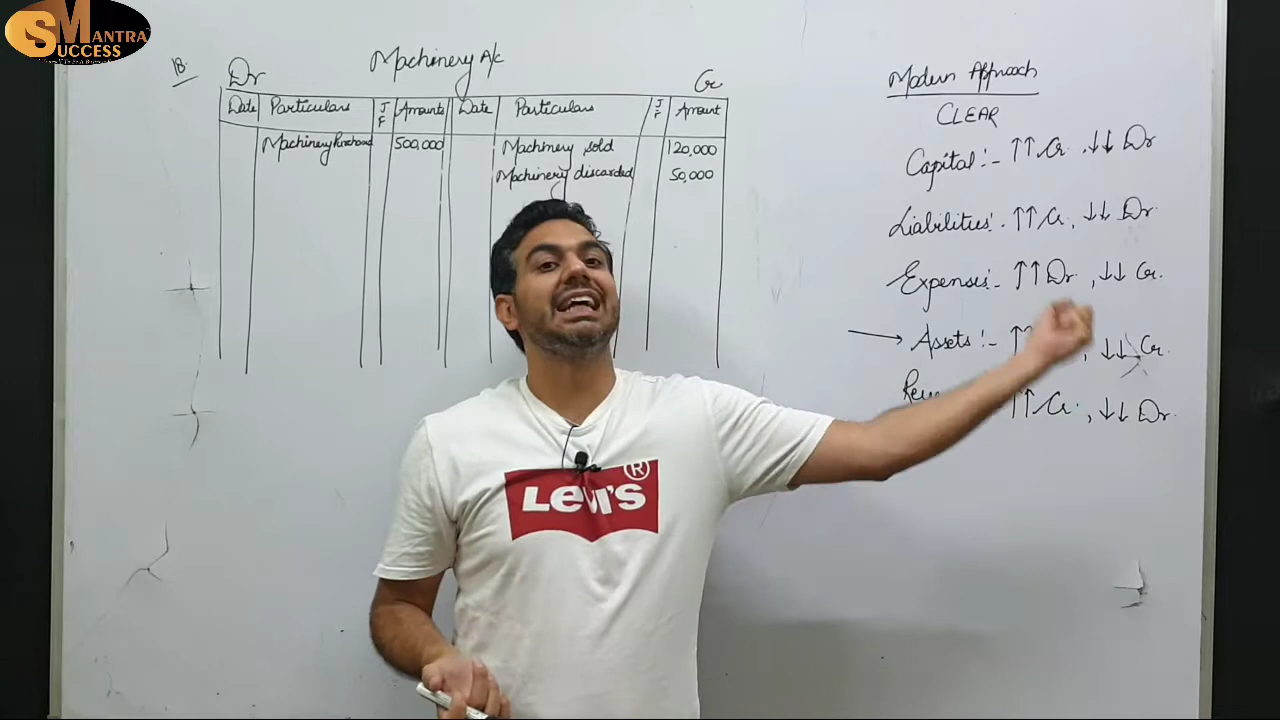 MANTRA
SUCCESS
18.
Machinery A/c
Dr
Cr
Date Particulars J F Amounts Date Particulars J F Amount
Machinery Purchased 500,000 Machinery sold 120,000
Machinery discarded 50,000
Modern Approach
CLEAR
Capital :- ↑↑ Cr , ↓↓ Dr
Liabilities :- ↑↑ Cr, ↓↓ Dr.
Expenses :- ↑↑ Dr , ↓↓ Cr.
→ Assets :- ↑↑ , ↓↓ Cr.
↑↑ Cr. , ↓↓ Dr.
LEVI'S
®